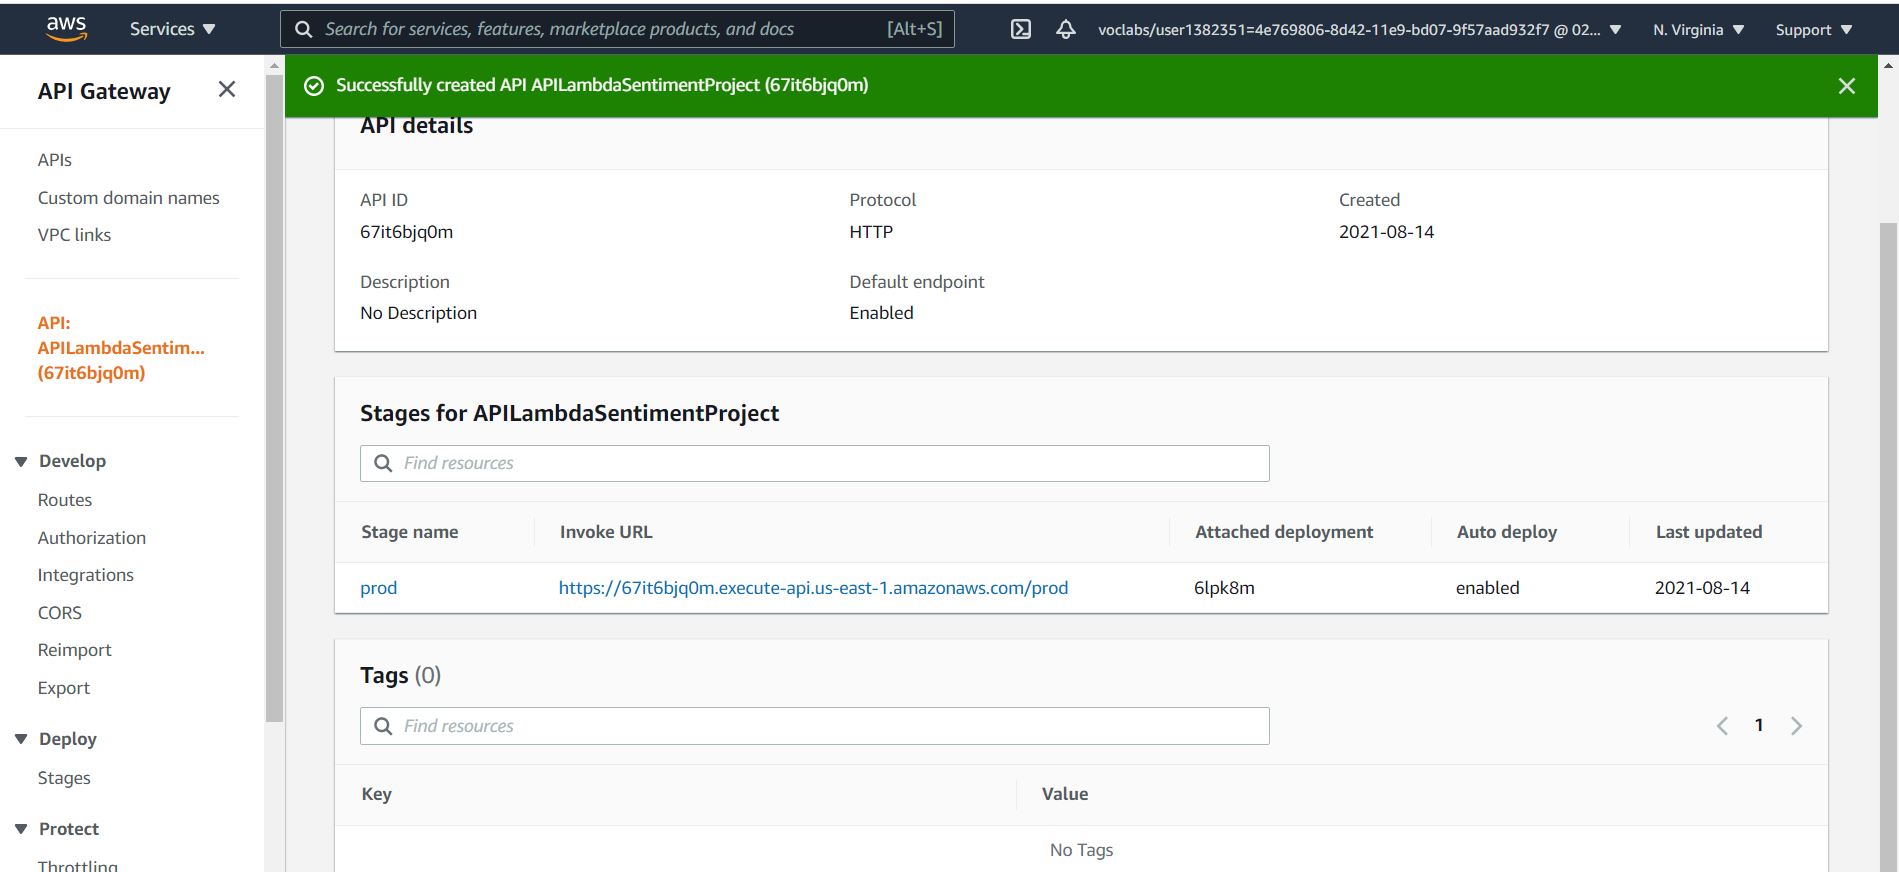 aws Services Search for services, features, marketplace products, and docs [Alt+S] voclabs/user1382351=4e769806-8d42-11e9-bd07-9f57aad932f7 @ 02... N. Virginia Support
API Gateway
APIs
Custom domain names
VPC links
API:
APILambdaSentim...
(67it6bjq0m)
Develop
Routes
Authorization
Integrations
CORS
Reimport
Export
Deploy
Stages
Protect
Throttling
Successfully created API APILambdaSentimentProject (67it6bjq0m)
API details
API ID Protocol Created
67it6bjq0m HTTP 2021-08-14
Description Default endpoint
No Description Enabled
Stages for APILambdaSentimentProject
Find resources
Stage name Invoke URL Attached deployment Auto deploy Last updated
prod https://67it6bjq0m.execute-api.us-east-1.amazonaws.com/prod 6lpk8m enabled 2021-08-14
Tags (0)
Find resources 1
Key Value
No Tags